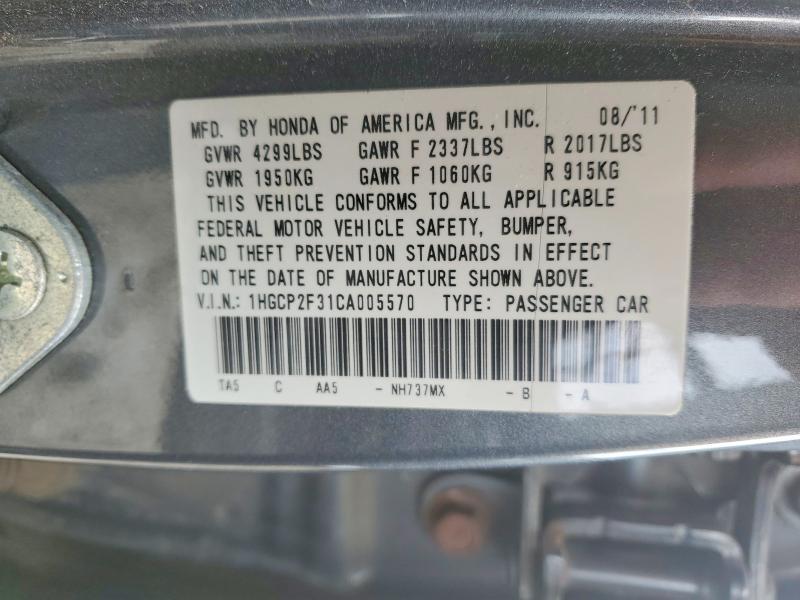 MFD. BY HONDA OF AMERICA MFG., INC. 08/'11
GVWR 4299LBS GAWR F 2337LBS R 2017LBS
GVWR 1950KG GAWR F 1060KG R 915KG
THIS VEHICLE CONFORMS TO ALL APPLICABLE
FEDERAL MOTOR VEHICLE SAFETY, BUMPER,
AND THEFT PREVENTION STANDARDS IN EFFECT
ON THE DATE OF MANUFACTURE SHOWN ABOVE.
V.I.N.: 1HGCP2F31CA005570 TYPE: PASSENGER CAR
TA5 C AA5 - NH737MX - B - A